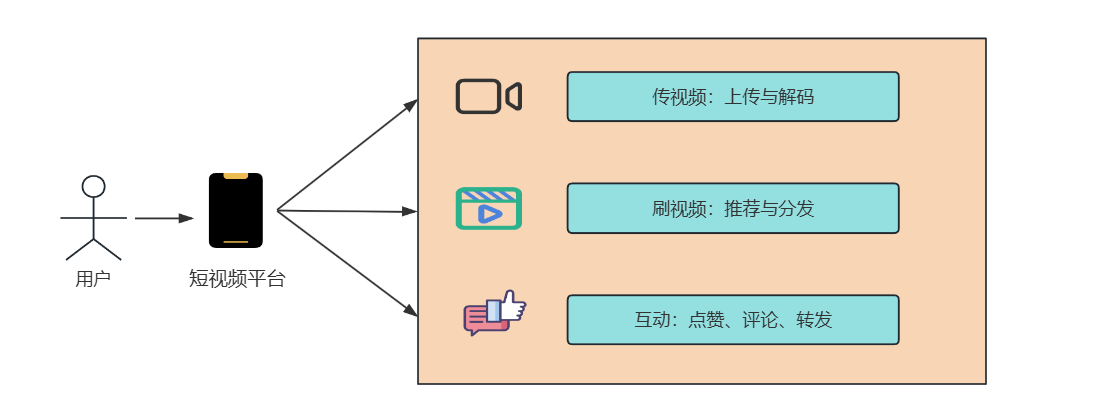 传视频：上传与解码
刷视频：推荐与分发
用户
短视频平台
互动：点赞、评论、转发